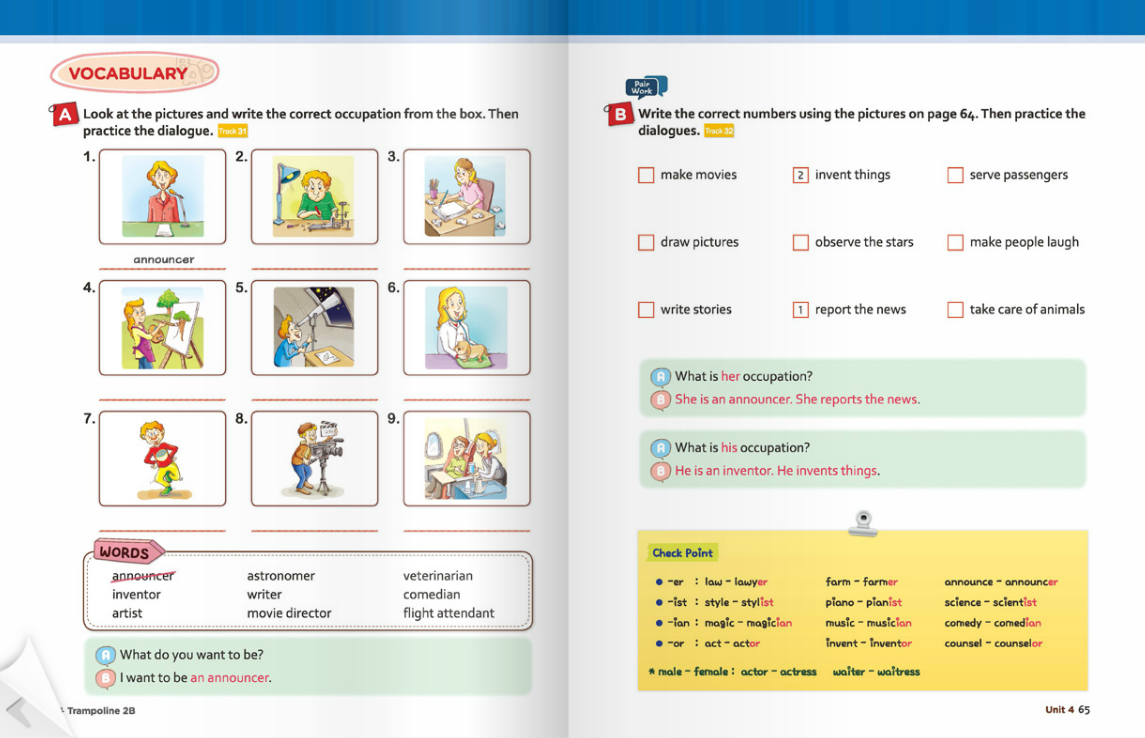 VOCABULARY
A Look at the pictures and write the correct occupation from the box. Then
practice the dialogue. Track 31
1.
2.
3.
announcer
4.
5.
6.
7.
8.
9.
WORDS
announcer astronomer veterinarian
inventor writer comedian
artist movie director flight attendant
A What do you want to be?
B I want to be an announcer.
Trampoline 2B
Pair
Work
B Write the correct numbers using the pictures on page 64. Then practice the
dialogues. Track 32
make movies 2 invent things serve passengers
draw pictures observe the stars make people laugh
write stories 1 report the news take care of animals
A What is her occupation?
B She is an announcer. She reports the news.
A What is his occupation?
B He is an inventor. He invents things.
Check Point
● -er : law - lawyer farm - farmer announce - announcer
● -ist : style - stylist piano - pianist science - scientist
● -ian : magic - magician music - musician comedy - comedian
● -or : act - actor invent - inventor counsel - counselor
* male - female : actor - actress waiter - waitress
Unit 4 65